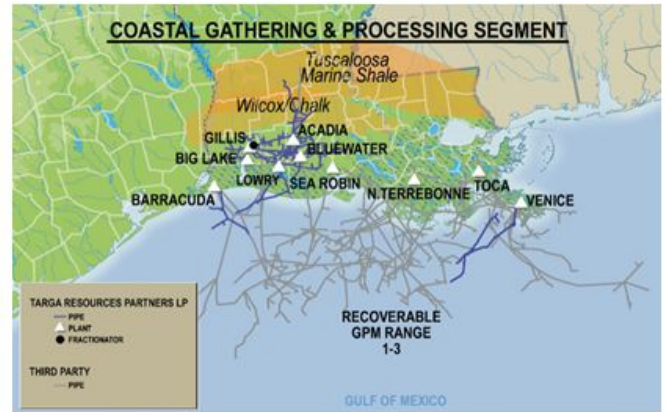 COASTAL GATHERING & PROCESSING SEGMENT
Tuscaloosa
Marine Shale
Wilcox/Chalk
ACADIA
GILLIS
BLUEWATER
BIG LAKE
LOWRY
SEA ROBIN
BARRACUDA
N.TERREBONNE
TOCA
VENICE
TARGA RESOURCES PARTNERS LP
PIPE
PLANT
FRACTIONATOR
THIRD PARTY
PIPE
RECOVERABLE
GPM RANGE
1-3
GULF OF MEXICO